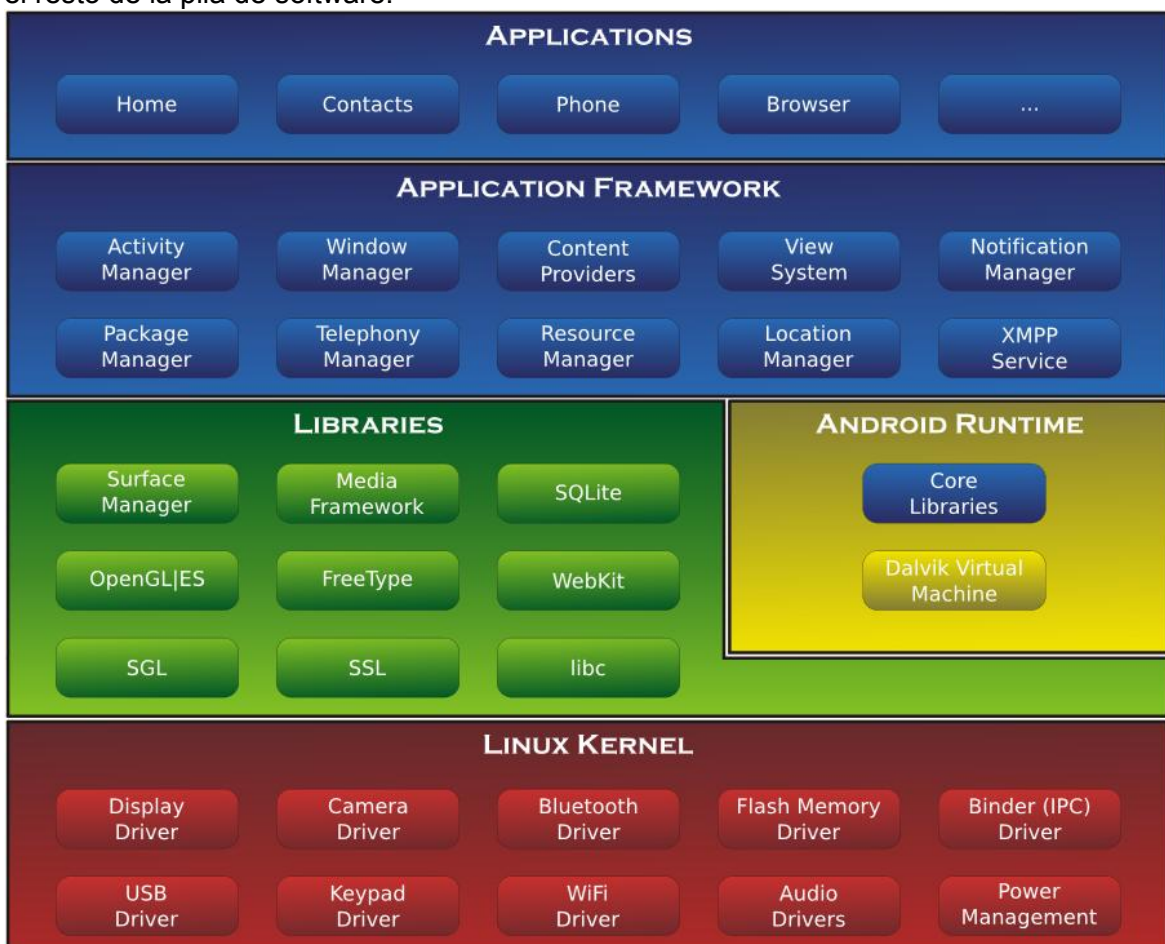 el resto de la pila de software.
APPLICATIONS
Home
Contacts
Phone
Browser
...
APPLICATION FRAMEWORK
Activity
Manager
Window
Manager
Content
Providers
View
System
Notification
Manager
Package
Manager
Telephony
Manager
Resource
Manager
Location
Manager
XMPP
Service
LIBRARIES
Surface
Manager
Media
Framework
SQLite
OpenGL|ES
FreeType
WebKit
SGL
SSL
libc
ANDROID RUNTIME
Core
Libraries
Dalvik Virtual
Machine
LINUX KERNEL
Display
Driver
Camera
Driver
Bluetooth
Driver
Flash Memory
Driver
Binder (IPC)
Driver
USB
Driver
Keypad
Driver
WiFi
Driver
Audio
Drivers
Power
Management